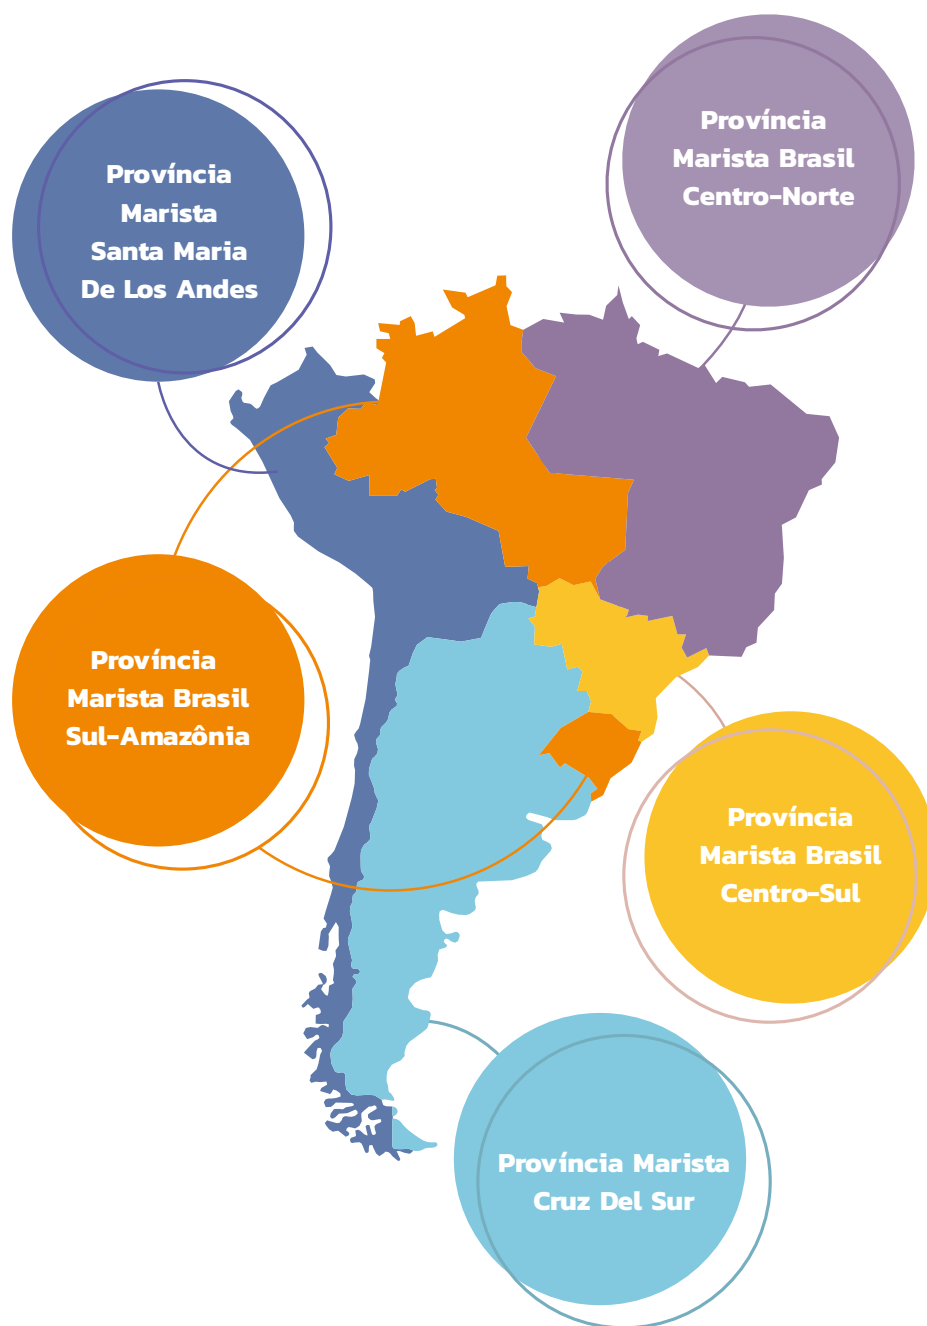 Província
Marista
Santa Maria
De Los Andes
Província
Marista Brasil
Centro-Norte
Província
Marista Brasil
Sul-Amazônia
Província
Marista Brasil
Centro-Sul
Província Marista
Cruz Del Sur